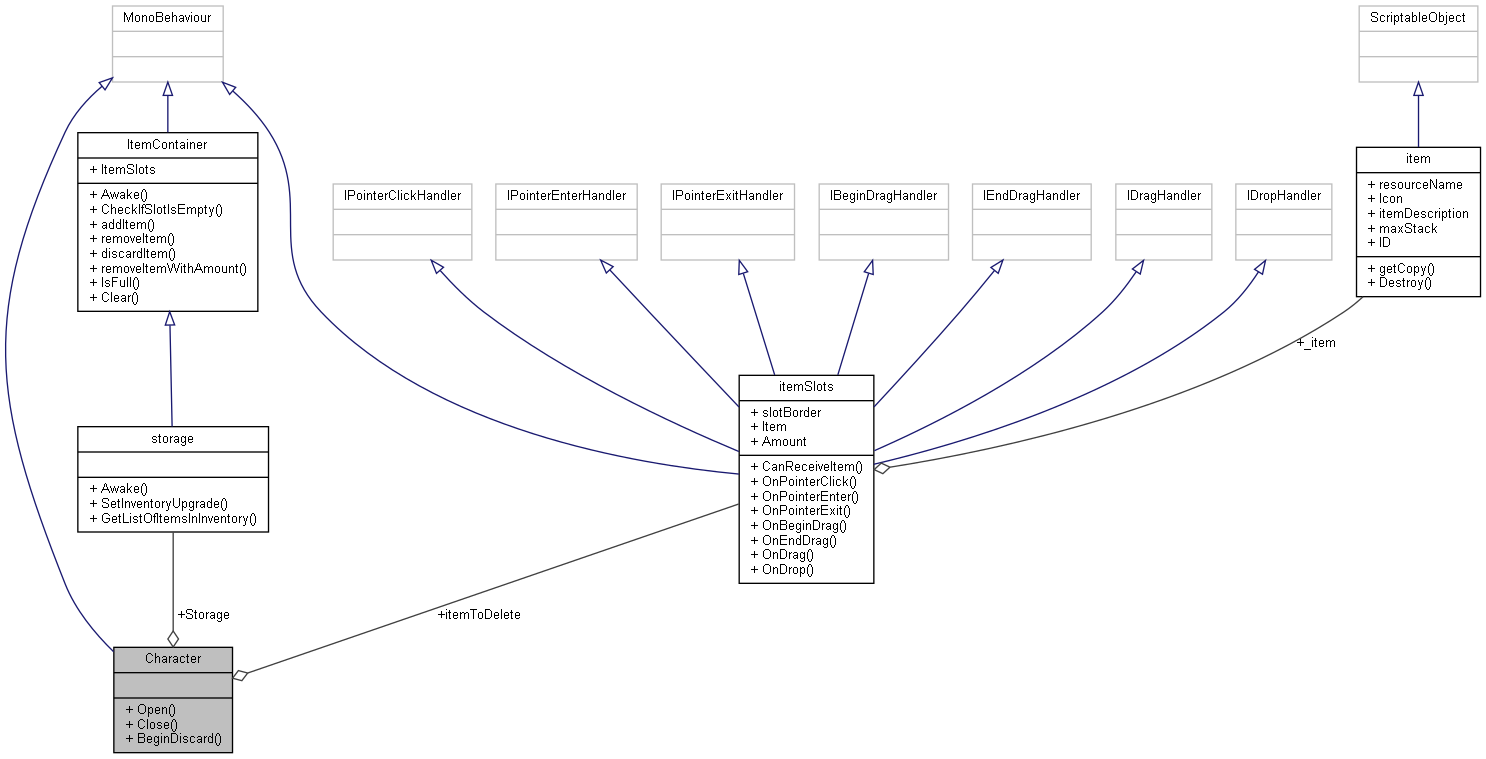 MonoBehaviour
ScriptableObject
ItemContainer
+ ItemSlots
+ Awake()
+ CheckIfSlotIsEmpty()
+ addItem()
+ removeItem()
+ discardItem()
+ removeItemWithAmount()
+ IsFull()
+ Clear()
item
+ resourceName
+ Icon
+ itemDescription
+ maxStack
+ ID
+ getCopy()
+ Destroy()
IPointerClickHandler
IPointerEnterHandler
IPointerExitHandler
IBeginDragHandler
IEndDragHandler
IDragHandler
IDropHandler
+_item
itemSlots
+ slotBorder
+ Item
+ Amount
+ CanReceiveItem()
+ OnPointerClick()
+ OnPointerEnter()
+ OnPointerExit()
+ OnBeginDrag()
+ OnEndDrag()
+ OnDrag()
+ OnDrop()
storage
+ Awake()
+ SetInventoryUpgrade()
+ GetListOfItemsInInventory()
+Storage
+itemToDelete
Character
+ Open()
+ Close()
+ BeginDiscard()